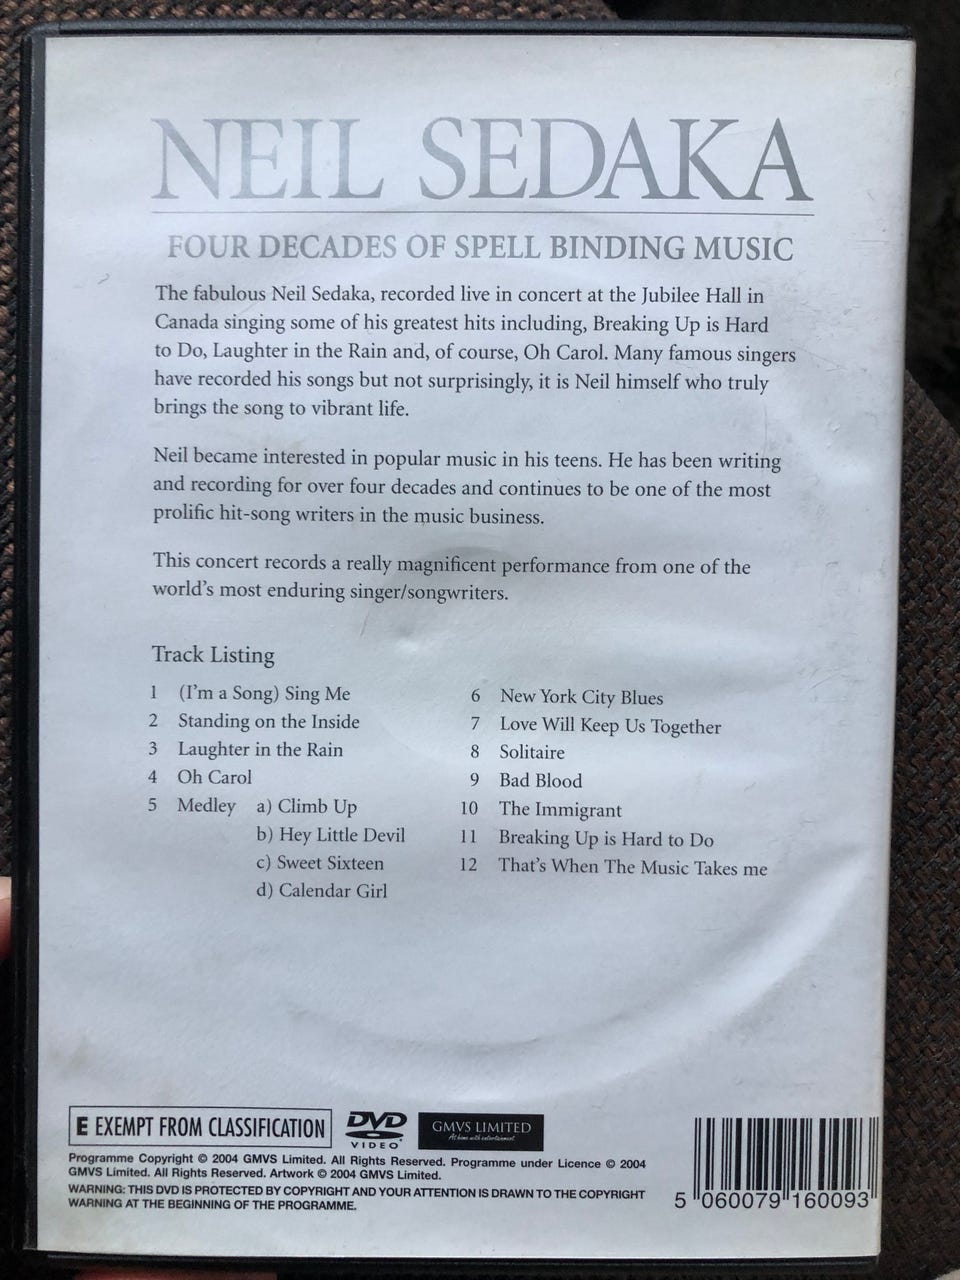 NEIL SEDAKA
FOUR DECADES OF SPELL BINDING MUSIC
The fabulous Neil Sedaka, recorded live in concert at the Jubilee Hall in
Canada singing some of his greatest hits including, Breaking Up is Hard
to Do, Laughter in the Rain and, of course, Oh Carol. Many famous singers
have recorded his songs but not surprisingly, it is Neil himself who truly
brings the song to vibrant life.
Neil became interested in popular music in his teens. He has been writing
and recording for over four decades and continues to be one of the most
prolific hit-song writers in the music business.
This concert records a really magnificent performance from one of the
world's most enduring singer/songwriters.
Track Listing
1 (I'm a Song) Sing Me
2 Standing on the Inside
3 Laughter in the Rain
4 Oh Carol
5 Medley a) Climb Up
b) Hey Little Devil
c) Sweet Sixteen
d) Calendar Girl
6 New York City Blues
7 Love Will Keep Us Together
8 Solitaire
9 Bad Blood
10 The Immigrant
11 Breaking Up is Hard to Do
12 That's When The Music Takes me
E EXEMPT FROM CLASSIFICATION
DVD
VIDEO
GMVS LIMITED
At home with entertainment
Programme Copyright © 2004 GMVS Limited. All Rights Reserved. Programme under Licence © 2004
GMVS Limited. All Rights Reserved. Artwork © 2004 GMVS Limited.
WARNING: THIS DVD IS PROTECTED BY COPYRIGHT AND YOUR ATTENTION IS DRAWN TO THE COPYRIGHT
WARNING AT THE BEGINNING OF THE PROGRAMME.
5 060079 160093